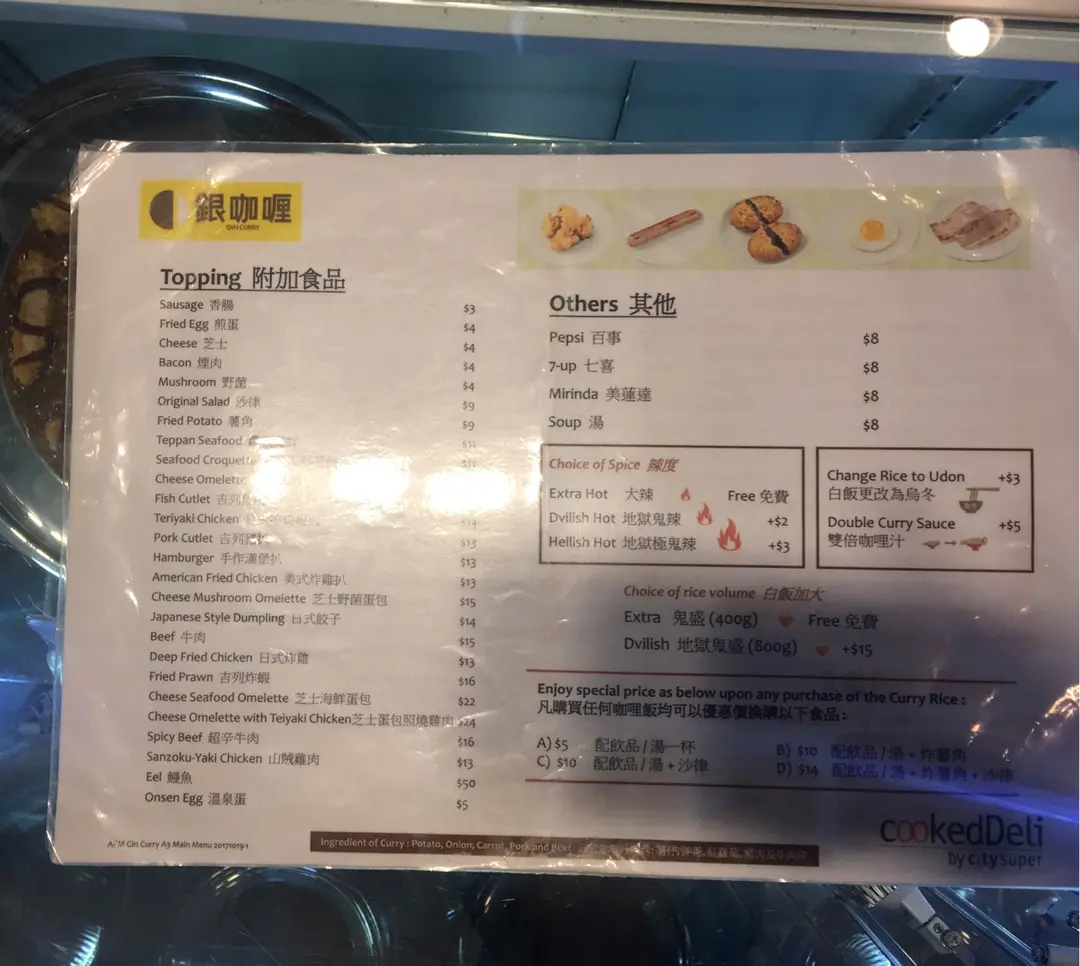 銀咖喱
GIN CURRY
Topping 附加食品
Sausage 香腸 $3
Fried Egg 煎蛋 $4
Cheese 芝士 $4
Bacon 煙肉 $4
Mushroom 野菌 $4
Original Salad 沙律 $9
Fried Potato 薯角 $9
Teppan Seafood $11
Seafood Croquette $11
Cheese Omelette
Fish Cutlet 吉列
Teriyaki Chicken $13
Pork Cutlet 吉列豬扒 $13
Hamburger 手作漢堡扒 $13
American Fried Chicken 美式炸雞扒 $13
Cheese Mushroom Omelette 芝士野菌蛋包 $15
Japanese Style Dumpling 日式餃子 $14
Beef 牛肉 $15
Deep Fried Chicken 日式炸雞 $13
Fried Prawn 吉列炸蝦 $16
Cheese Seafood Omelette 芝士海鮮蛋包 $22
Cheese Omelette with Teiyaki Chicken芝士蛋包照燒雞肉 $24
Spicy Beef 超辛牛肉 $16
Sanzoku-Yaki Chicken 山賊雞肉 $13
Eel 鰻魚 $50
Onsen Egg 溫泉蛋 $5
Others 其他
Pepsi 百事 $8
7-up 七喜 $8
Mirinda 美蓮達 $8
Soup 湯 $8
Choice of Spice 辣度
Extra Hot 大辣 Free 免費
Dvilish Hot 地獄鬼辣 +$2
Hellish Hot 地獄極鬼辣 +$3
Change Rice to Udon +$3
白飯更改為烏冬
Double Curry Sauce +$5
雙倍咖哩汁
Choice of rice volume 白飯加大
Extra 鬼盛 (400g) Free 免費
Dvilish 地獄鬼盛 (800g) +$15
Enjoy special price as below upon any purchase of the Curry Rice :
凡購買任何咖哩飯均可以優惠價換購以下食品 :
A) $5 配飲品 / 湯一杯
B) $10 配飲品 / 湯 + 炸薯角
C) $10 配飲品 / 湯 + 沙律
D) $14 配飲品 / 湯 + 炸薯角 + 沙律
cookedDeli
by citysuper
APM Gin Curry A3 Main Menu 20171019-1
Ingredient of Curry : Potato, Onion, Carrot, Pork and Beef